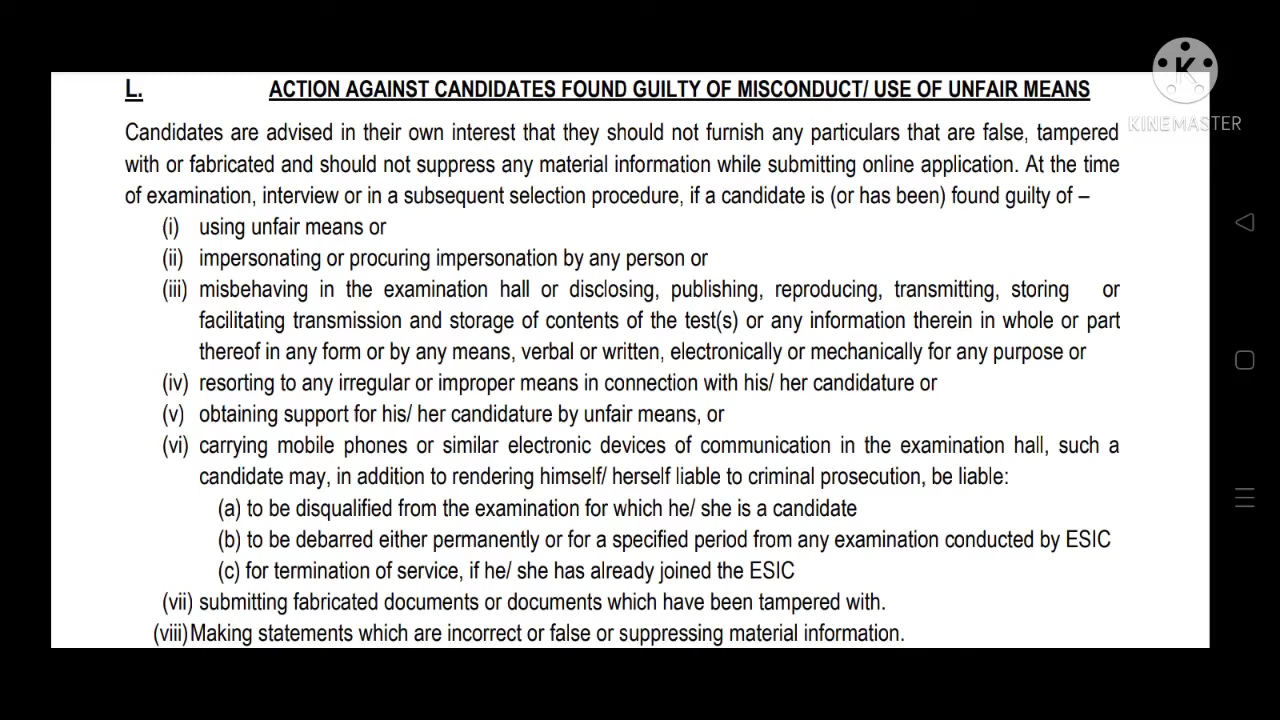 L. ACTION AGAINST CANDIDATES FOUND GUILTY OF MISCONDUCT/ USE OF UNFAIR MEANS
K
KINEMASTER
Candidates are advised in their own interest that they should not furnish any particulars that are false, tampered
with or fabricated and should not suppress any material information while submitting online application. At the time
of examination, interview or in a subsequent selection procedure, if a candidate is (or has been) found guilty of –
(i) using unfair means or
(ii) impersonating or procuring impersonation by any person or
(iii) misbehaving in the examination hall or disclosing, publishing, reproducing, transmitting, storing or
facilitating transmission and storage of contents of the test(s) or any information therein in whole or part
thereof in any form or by any means, verbal or written, electronically or mechanically for any purpose or
(iv) resorting to any irregular or improper means in connection with his/ her candidature or
(v) obtaining support for his/ her candidature by unfair means, or
(vi) carrying mobile phones or similar electronic devices of communication in the examination hall, such a
candidate may, in addition to rendering himself/ herself liable to criminal prosecution, be liable:
(a) to be disqualified from the examination for which he/ she is a candidate
(b) to be debarred either permanently or for a specified period from any examination conducted by ESIC
(c) for termination of service, if he/ she has already joined the ESIC
(vii) submitting fabricated documents or documents which have been tampered with.
(viii) Making statements which are incorrect or false or suppressing material information.